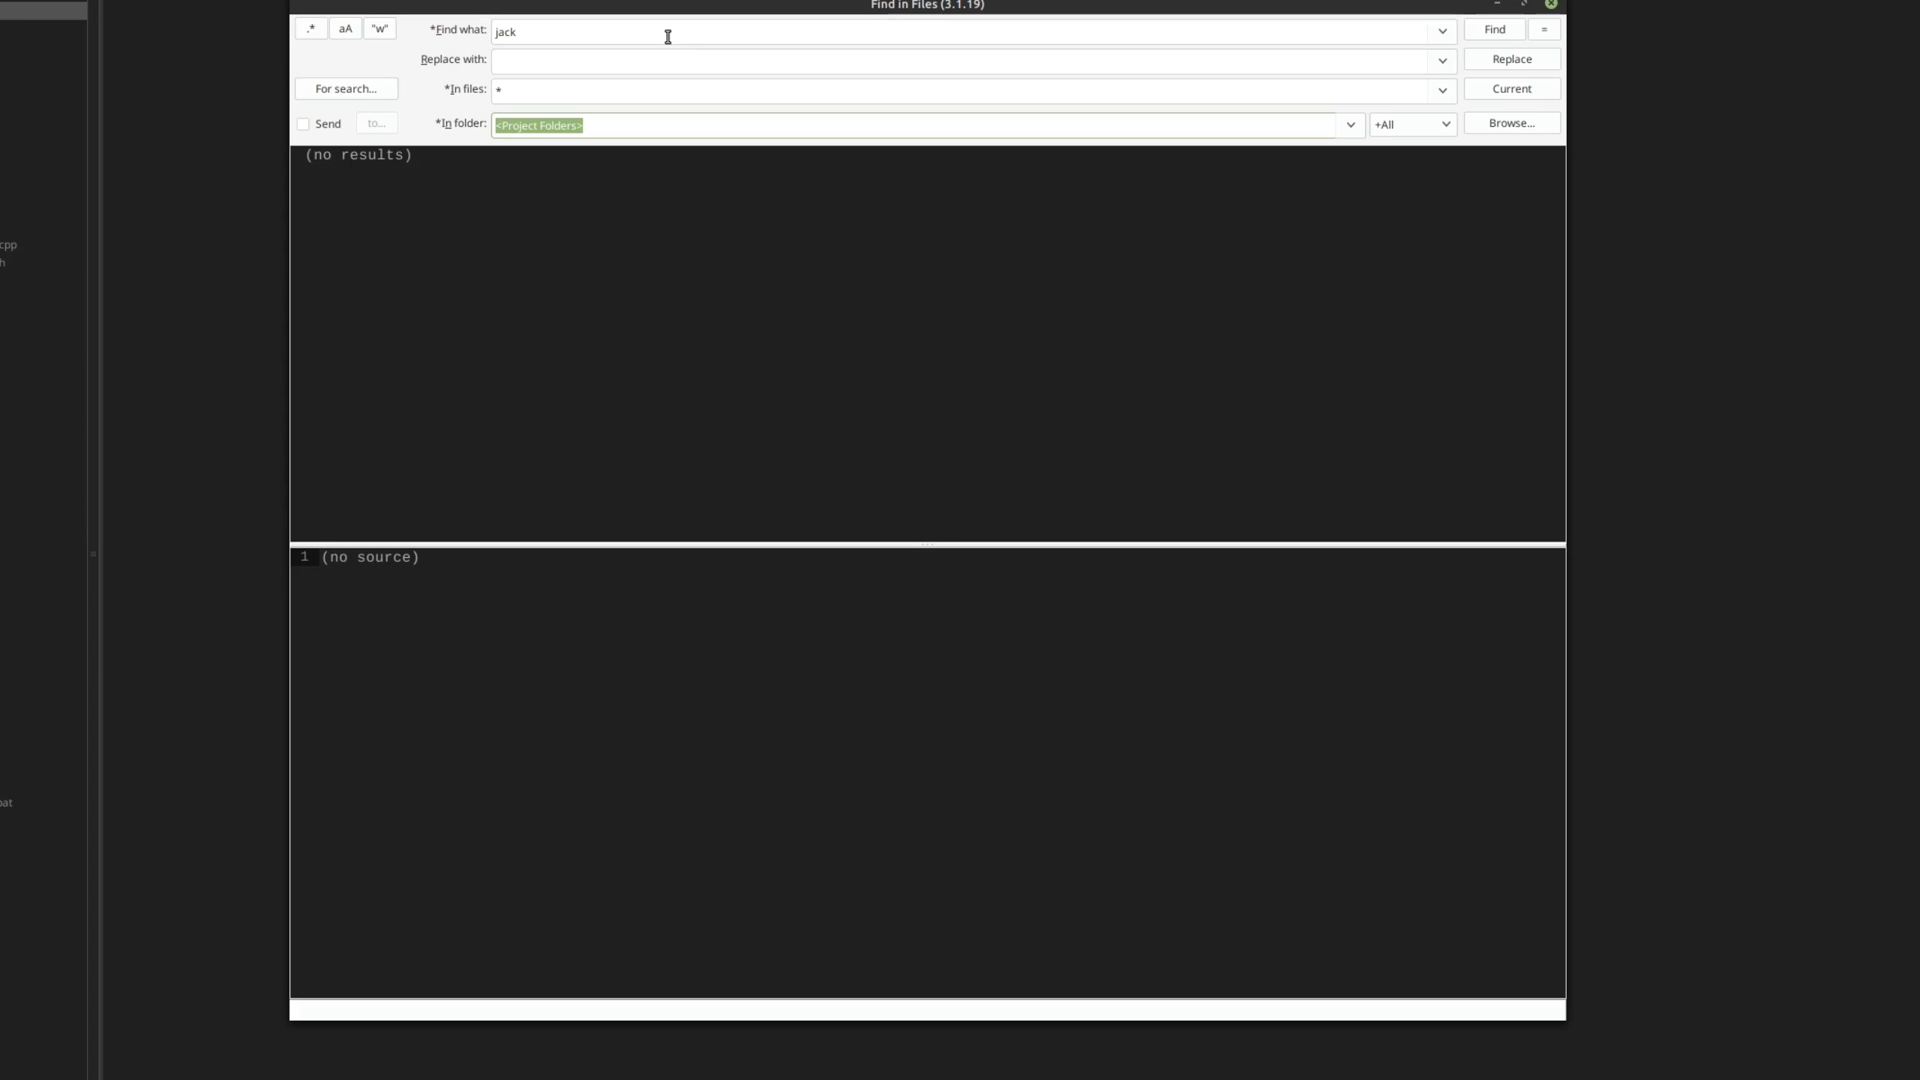 Find in Files (3.1.19)
.* aA "w" *Find what: jack Find =
Replace with: Replace
For search... *In files: * Current
Send to... *In folder: <Project Folders> +All Browse...
(no results)
cpp
h
1 (no source)